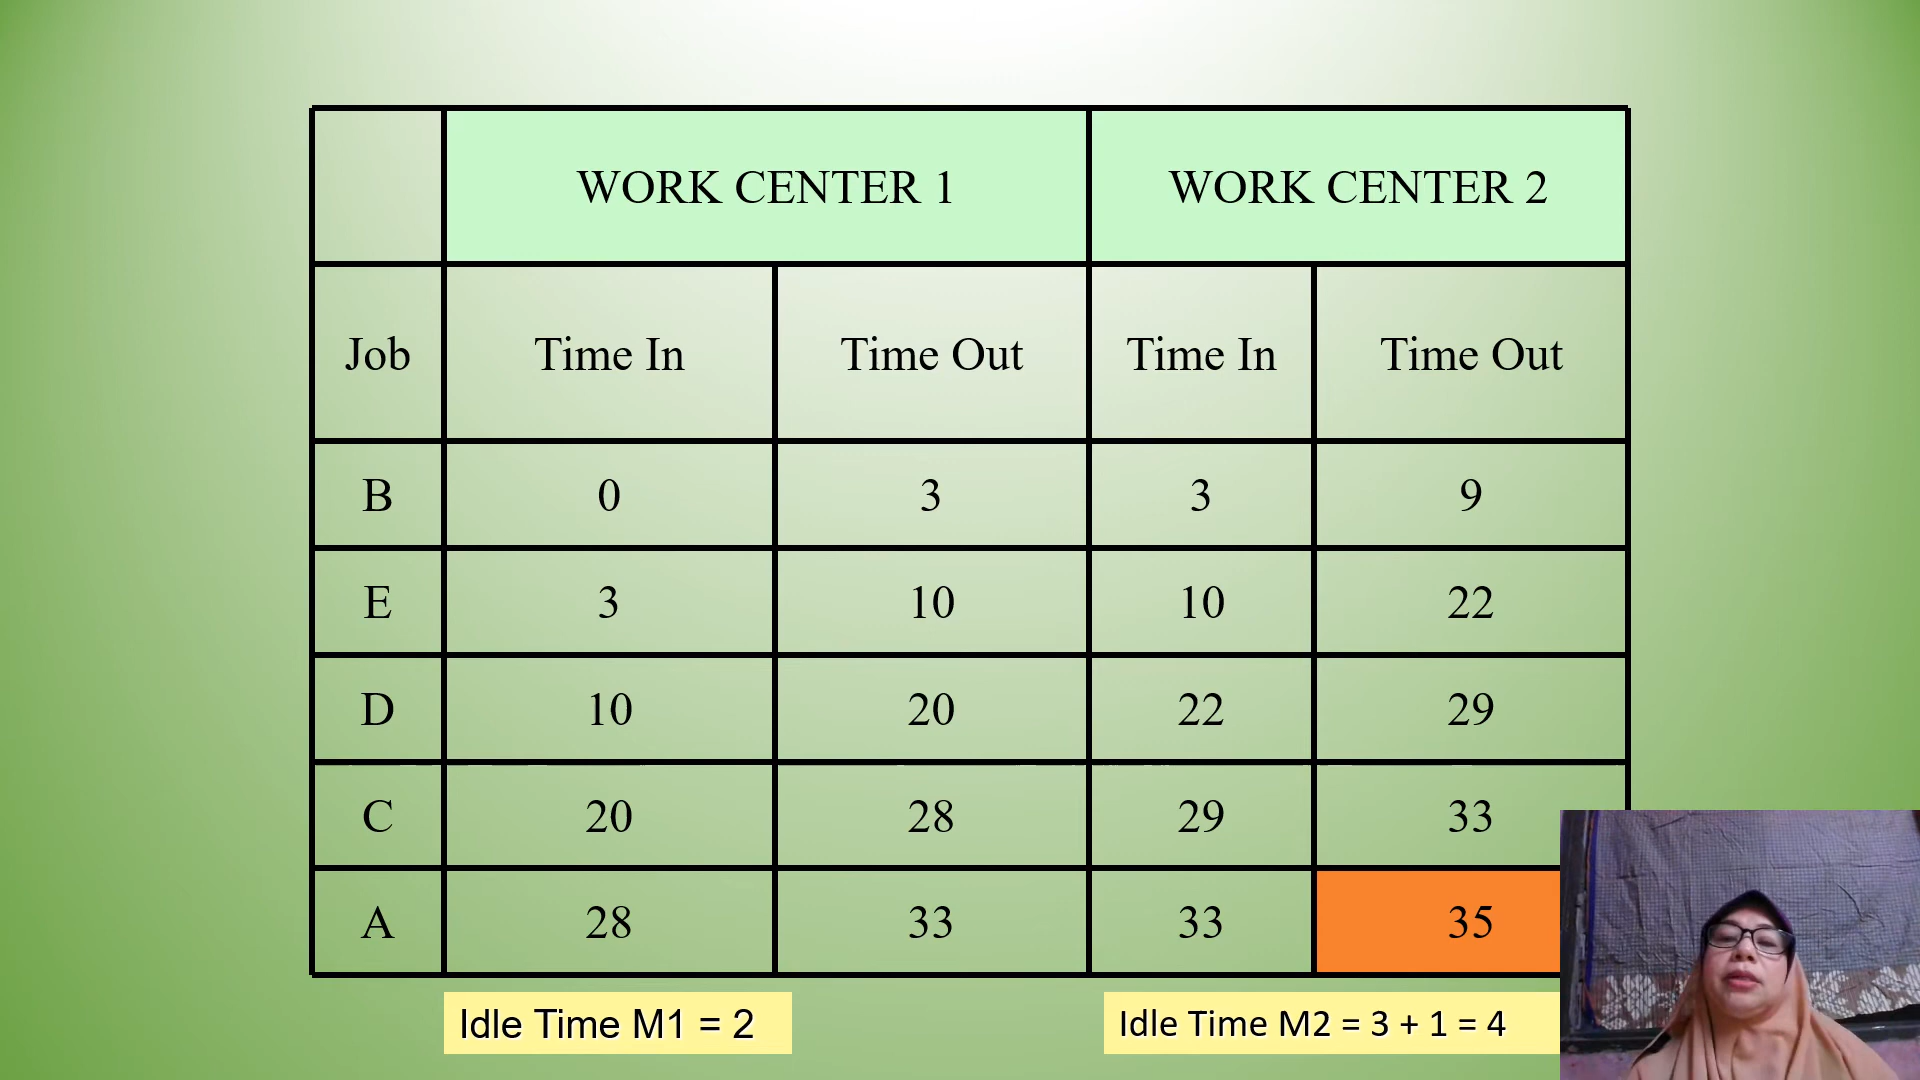 WORK CENTER 1 WORK CENTER 2
Job Time In Time Out Time In Time Out
B 0 3 3 9
E 3 10 10 22
D 10 20 22 29
C 20 28 29 33
A 28 33 33 35
Idle Time M1 = 2 Idle Time M2 = 3 + 1 = 4